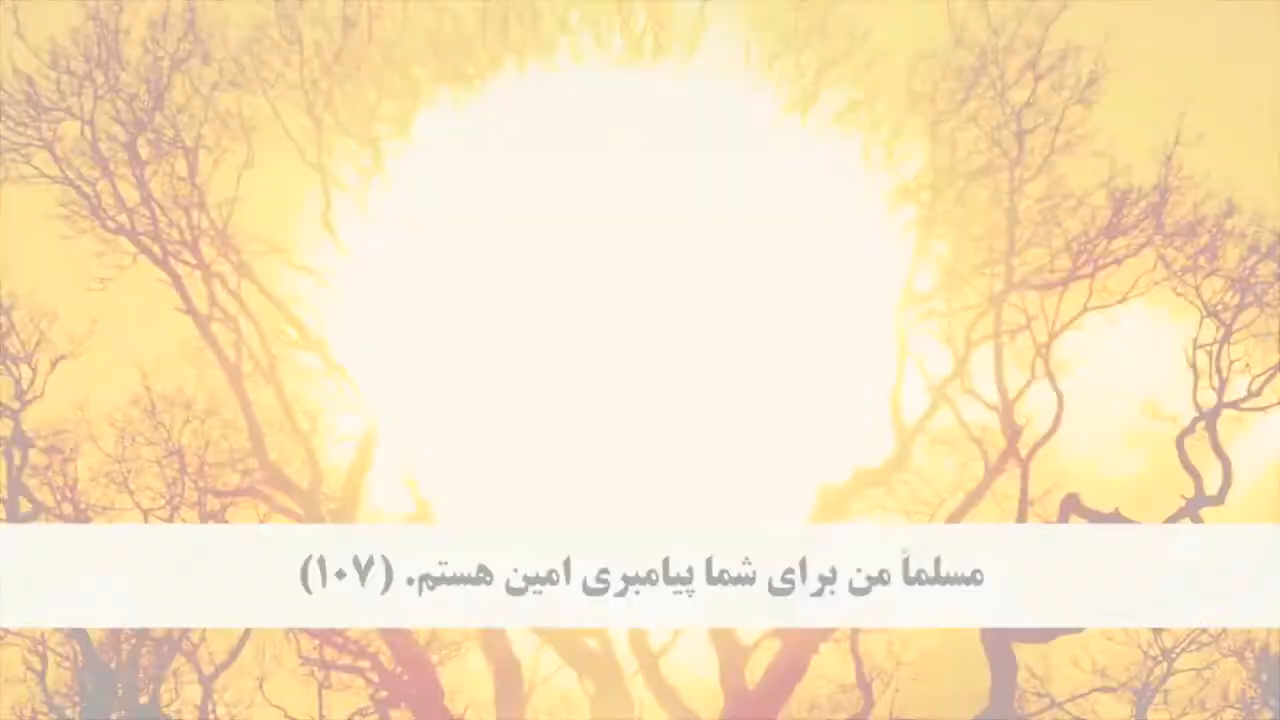 مسلماً من برای شما پیامبری امین هستم. (۱۰۷)